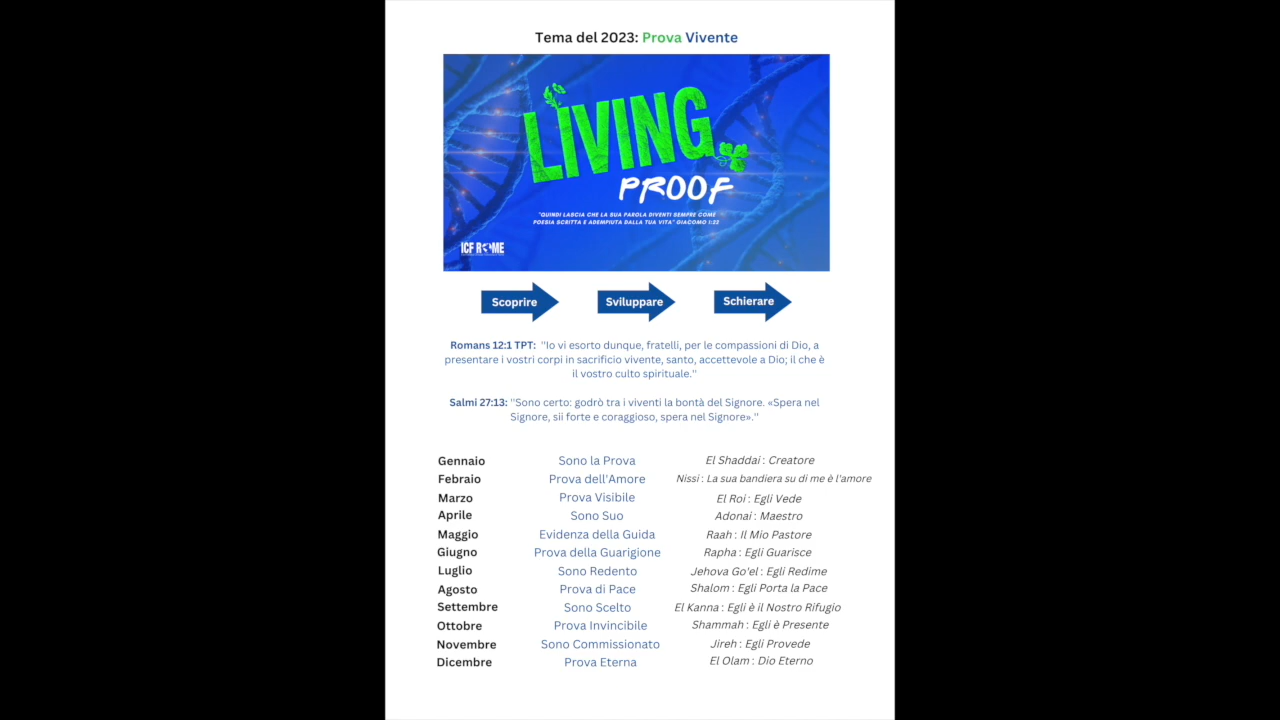 Tema del 2023: Prova Vivente
LIVING
PROOF
"QUINDI LASCIA CHE LA SUA PAROLA DIVENTI SEMPRE COME
POESIA SCRITTA E ADEMPIUTA DALLA TUA VITA" GIACOMO 1:22
ICF ROME
Scoprire Sviluppare Schierare
Romans 12:1 TPT: "Io vi esorto dunque, fratelli, per le compassioni di Dio, a
presentare i vostri corpi in sacrificio vivente, santo, accettevole a Dio; il che è
il vostro culto spirituale."
Salmi 27:13: "Sono certo: godrò tra i viventi la bontà del Signore. «Spera nel
Signore, sii forte e coraggioso, spera nel Signore»."
Gennaio Sono la Prova El Shaddai : Creatore
Febraio Prova dell'Amore Nissi : La sua bandiera su di me è l'amore
Marzo Prova Visibile El Roi : Egli Vede
Aprile Sono Suo Adonai : Maestro
Maggio Evidenza della Guida Raah : Il Mio Pastore
Giugno Prova della Guarigione Rapha : Egli Guarisce
Luglio Sono Redento Jehova Go'el : Egli Redime
Agosto Prova di Pace Shalom : Egli Porta la Pace
Settembre Sono Scelto El Kanna : Egli è il Nostro Rifugio
Ottobre Prova Invincibile Shammah : Egli è Presente
Novembre Sono Commissionato Jireh : Egli Provede
Dicembre Prova Eterna El Olam : Dio Eterno